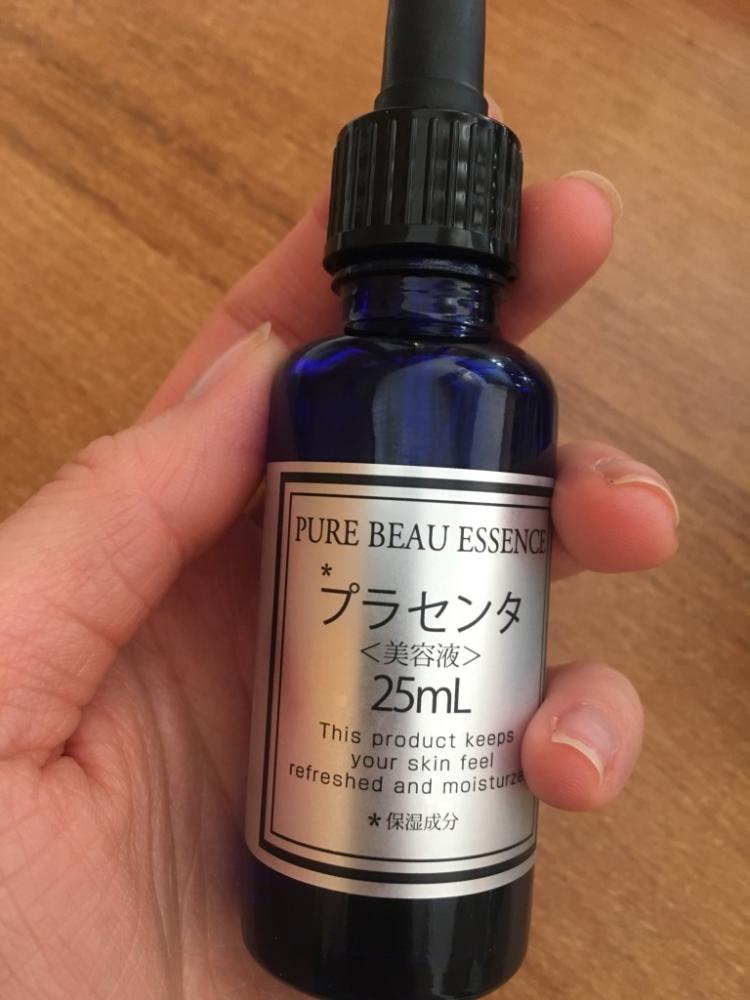 PURE BEAU ESSENCE
*プラセンタ
<美容液>
25mL
This product keeps
your skin feel
refreshed and
*保湿成分